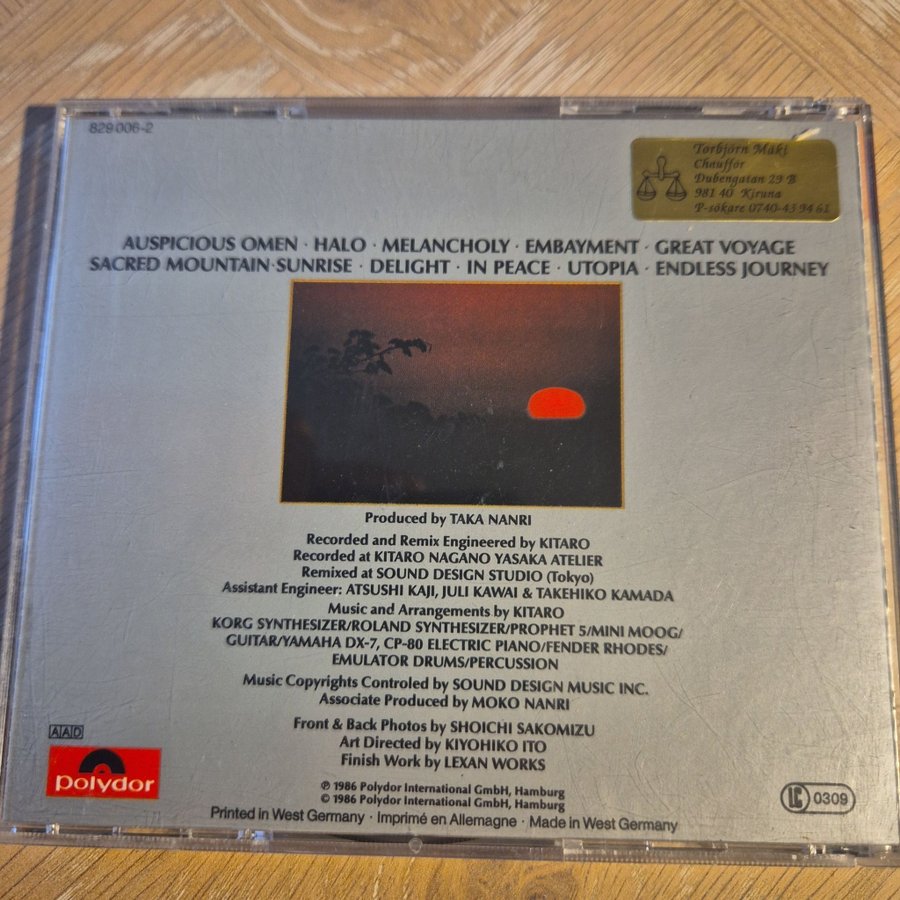 829 006-2
Torbjörn Mäki
Chaufför
Dubengatan 29 B
981 40 Kiruna
P-sökare 0740-43 94 61
AUSPICIOUS OMEN · HALO · MELANCHOLY · EMBAYMENT · GREAT VOYAGE
SACRED MOUNTAIN·SUNRISE · DELIGHT · IN PEACE · UTOPIA · ENDLESS JOURNEY
Produced by TAKA NANRI
Recorded and Remix Engineered by KITARO
Recorded at KITARO NAGANO YASAKA ATELIER
Remixed at SOUND DESIGN STUDIO (Tokyo)
Assistant Engineer: ATSUSHI KAJI, JULI KAWAI & TAKEHIKO KAMADA
Music and Arrangements by KITARO
KORG SYNTHESIZER/ROLAND SYNTHESIZER/PROPHET 5/MINI MOOG/
GUITAR/YAMAHA DX-7, CP-80 ELECTRIC PIANO/FENDER RHODES/
EMULATOR DRUMS/PERCUSSION
Music Copyrights Controled by SOUND DESIGN MUSIC INC.
Associate Produced by MOKO NANRI
Front & Back Photos by SHOICHI SAKOMIZU
Art Directed by KIYOHIKO ITO
Finish Work by LEXAN WORKS
AAD
polydor
℗ 1986 Polydor International GmbH, Hamburg
© 1986 Polydor International GmbH, Hamburg
Printed in West Germany · Imprimé en Allemagne · Made in West Germany
LC 0309